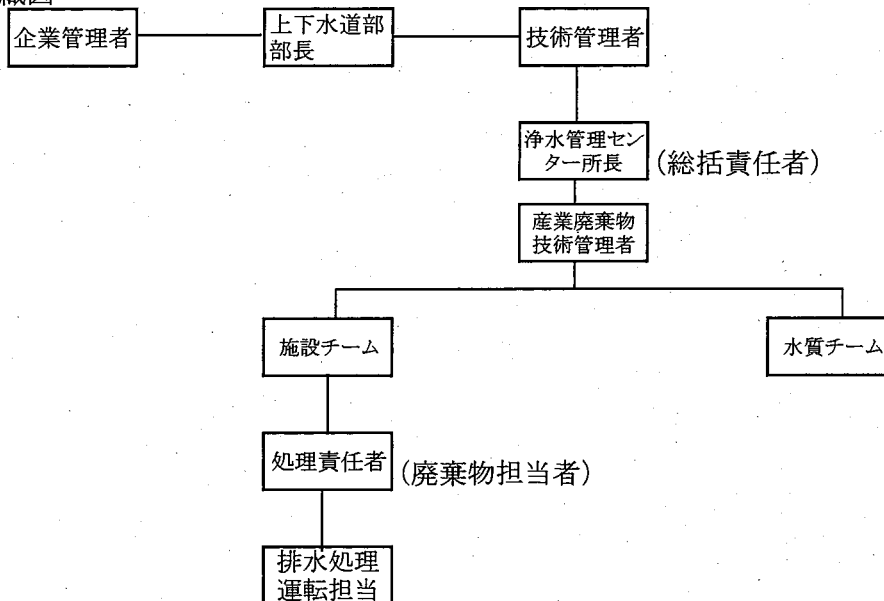 企業管理者
上下水道部
部長
技術管理者
浄水管理セン
ター所長
(総括責任者)
産業廃棄物
技術管理者
施設チーム
水質チーム
処理責任者
(廃棄物担当者)
排水処理
運転担当